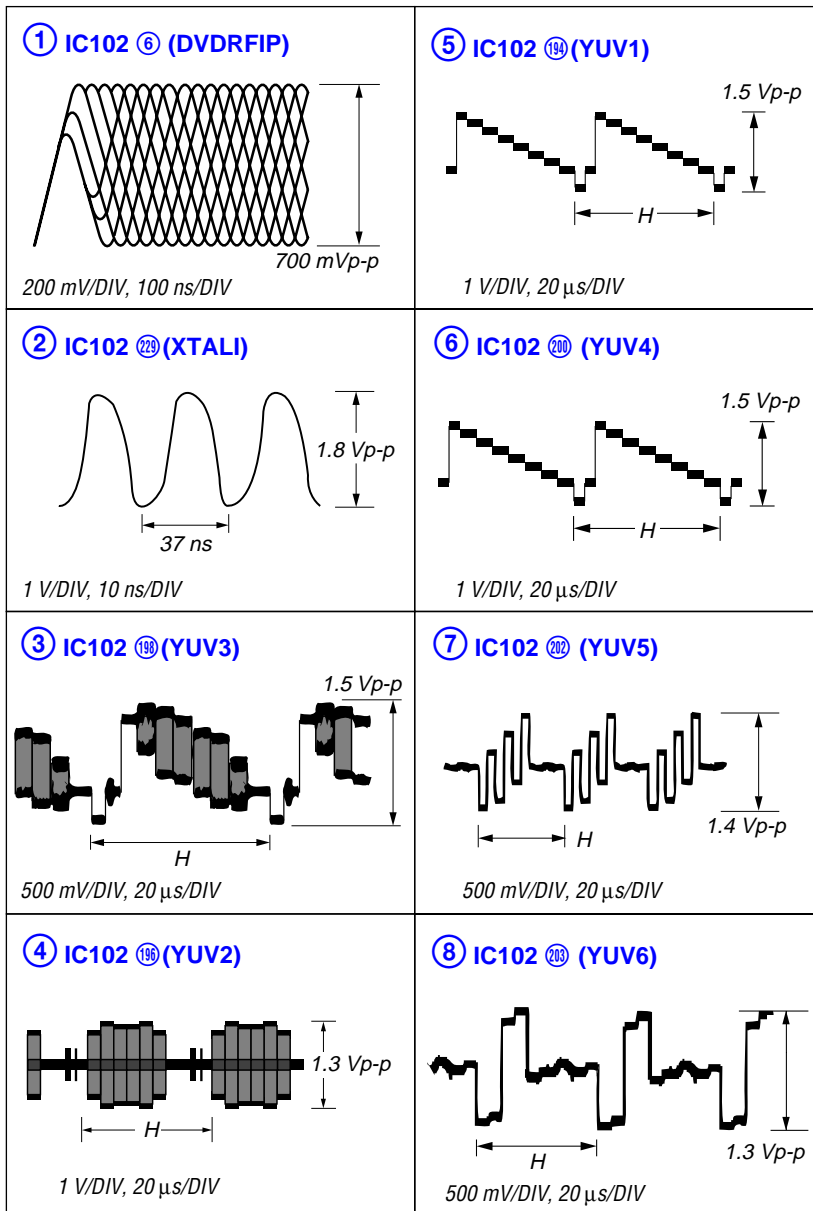 ① IC102 ⑥ (DVDRFIP)
700 mVp-p
200 mV/DIV, 100 ns/DIV
② IC102 229 (XTALI)
1.8 Vp-p
37 ns
1 V/DIV, 10 ns/DIV
③ IC102 198 (YUV3)
1.5 Vp-p
H
500 mV/DIV, 20 μs/DIV
④ IC102 196 (YUV2)
1.3 Vp-p
H
1 V/DIV, 20 μs/DIV
⑤ IC102 194 (YUV1)
1.5 Vp-p
H
1 V/DIV, 20 μs/DIV
⑥ IC102 200 (YUV4)
1.5 Vp-p
H
1 V/DIV, 20 μs/DIV
⑦ IC102 202 (YUV5)
1.4 Vp-p
H
500 mV/DIV, 20 μs/DIV
⑧ IC102 203 (YUV6)
H
1.3 Vp-p
500 mV/DIV, 20 μs/DIV